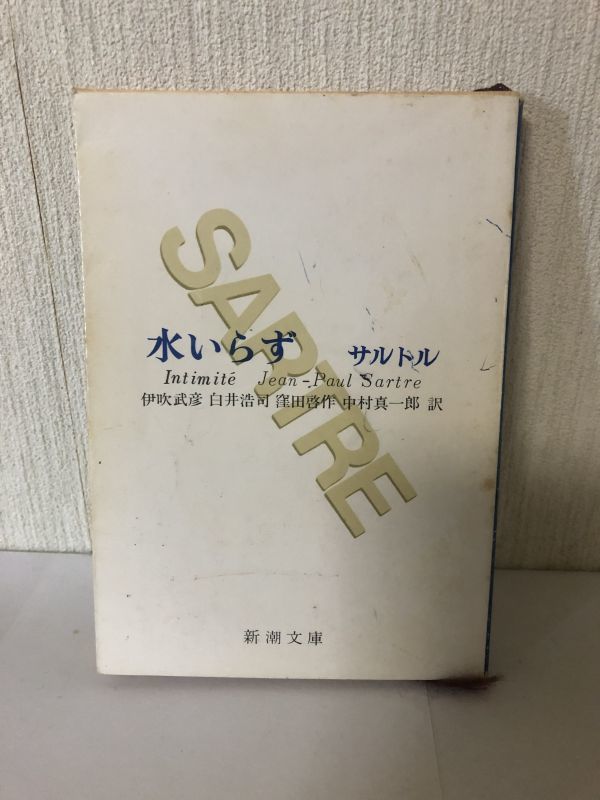 SARTRE
水いらず サルトル
Intimité Jean-Paul Sartre
伊吹武彦 白井浩司 窪田啓作 中村真一郎 訳
新潮文庫